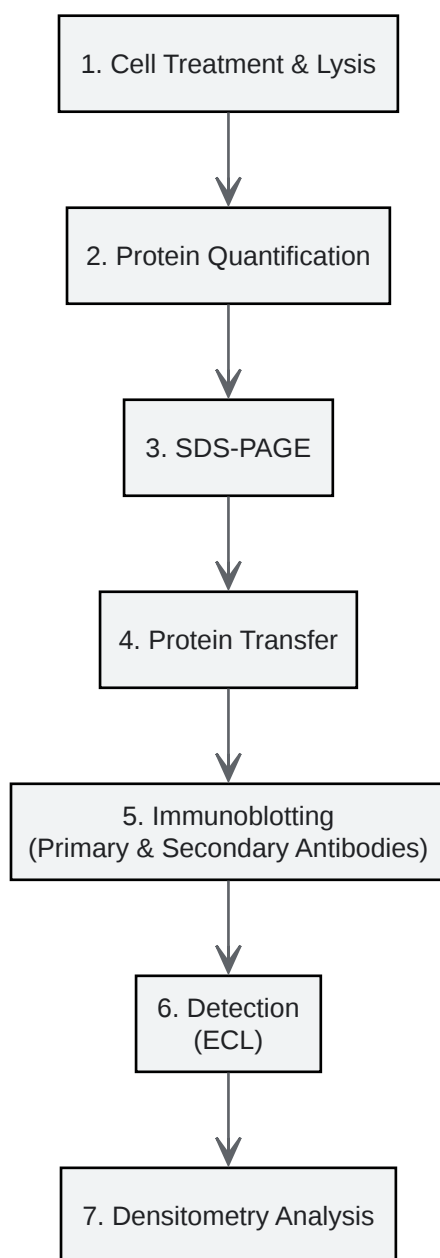 1. Cell Treatment & Lysis
2. Protein Quantification
3. SDS-PAGE
4. Protein Transfer
5. Immunoblotting
(Primary & Secondary Antibodies)
6. Detection
(ECL)
7. Densitometry Analysis